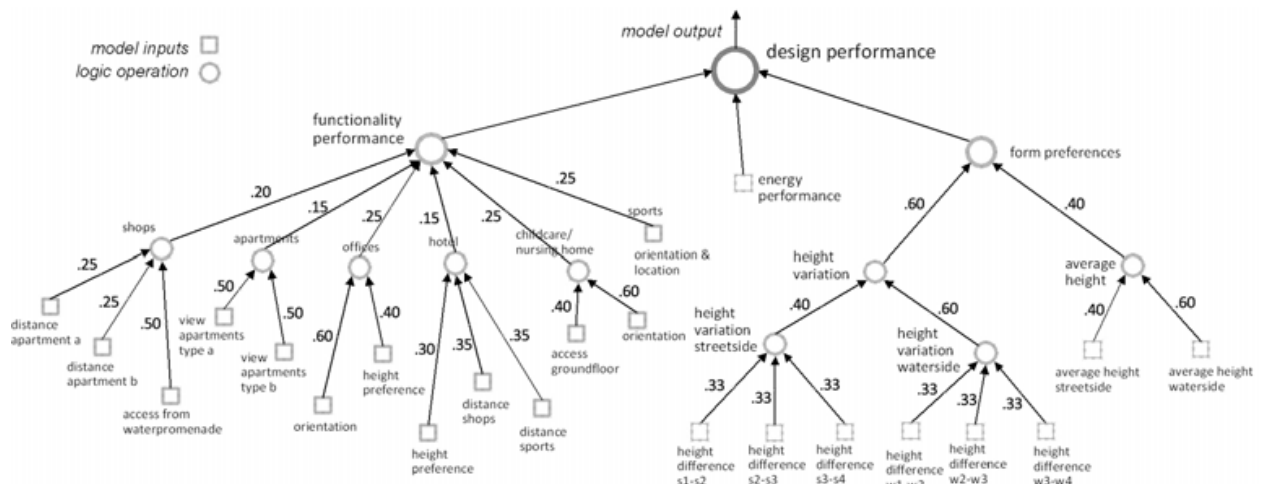 model output
model inputs
logic operation
design performance
functionality
performance
form preferences
energy
performance
.20
.15
.25
.15
.25
.25
.60
.40
shops
apartments
offices
hotel
childcare/
nursing home
sports
orientation &
location
height
variation
average
height
.25
.25
.50
.50
.50
.60
.40
.30
.35
.35
.40
.60
.40
.60
.40
.60
distance
apartment a
distance
apartment b
access from
waterpromenade
view
apartments
type a
view
apartments
type b
orientation
height
preference
height
preference
distance
shops
distance
sports
access
groundfloor
orientation
height
variation
streetside
height
variation
waterside
average height
streetside
average height
waterside
.33
.33
.33
.33
.33
.33
height
difference
s1-s2
height
difference
s2-s3
height
difference
s3-s4
height
difference
height
difference
w2-w3
height
difference
w3-w4